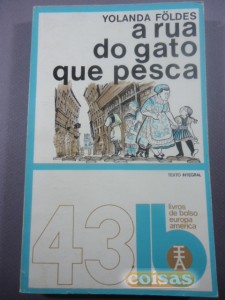 YOLANDA FÖLDES
a rua
do gato
que pesca
TEXTO INTEGRAL
43
lb
livros
de bolso
europa
américa
coisas